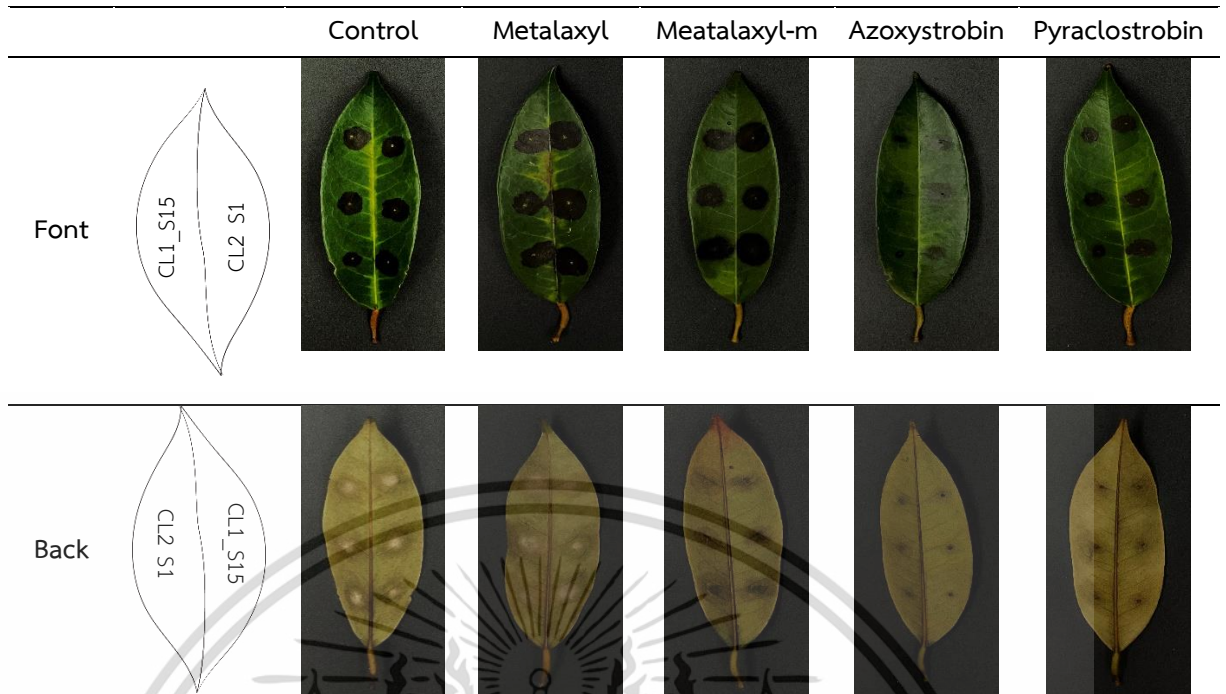 Control Metalaxyl Meatalaxyl-m Azoxystrobin Pyraclostrobin
Font
CL1_S15
CL2 S1
Back
CL2 S1
CL1_S15